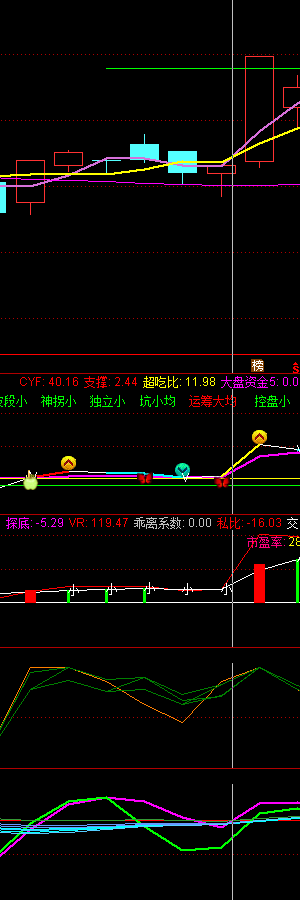 榜
CYF: 40.16 支撑: 2.44 超吃比: 11.98 大盘资金5: 0.0
段小 神拐小 独立小 坑小均 运筹大均 控盘小
探底: -5.29 VR: 119.47 乖离系数: 0.00 私比: -16.03 交
市盈率: 28
小 小 小 小 小 小